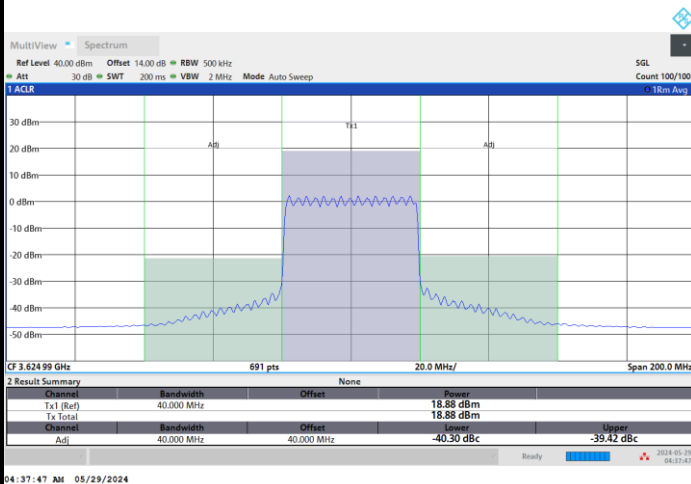 MultiView Spectrum
Ref Level 40.00 dBm Offset 14.00 dB RBW 500 kHz SGL
Att 30 dB SWT 200 ms VBW 2 MHz Mode Auto Sweep Count 100/100
1 ACLR 1Rm Avg
30 dBm
Tx1
20 dBm
Adj Adj
10 dBm
0 dBm
-10 dBm
-20 dBm
-30 dBm
-40 dBm
-50 dBm
CF 3.624 99 GHz 691 pts 20.0 MHz/ Span 200.0 MHz
2 Result Summary None
Channel Bandwidth Offset Power
Tx1 (Ref) 40.000 MHz 18.88 dBm
Tx Total 18.88 dBm
Channel Bandwidth Offset Lower Upper
Adj 40.000 MHz 40.000 MHz -40.30 dBc -39.42 dBc
Ready 2024-05-29
04:37:47
04:37:47 AM 05/29/2024